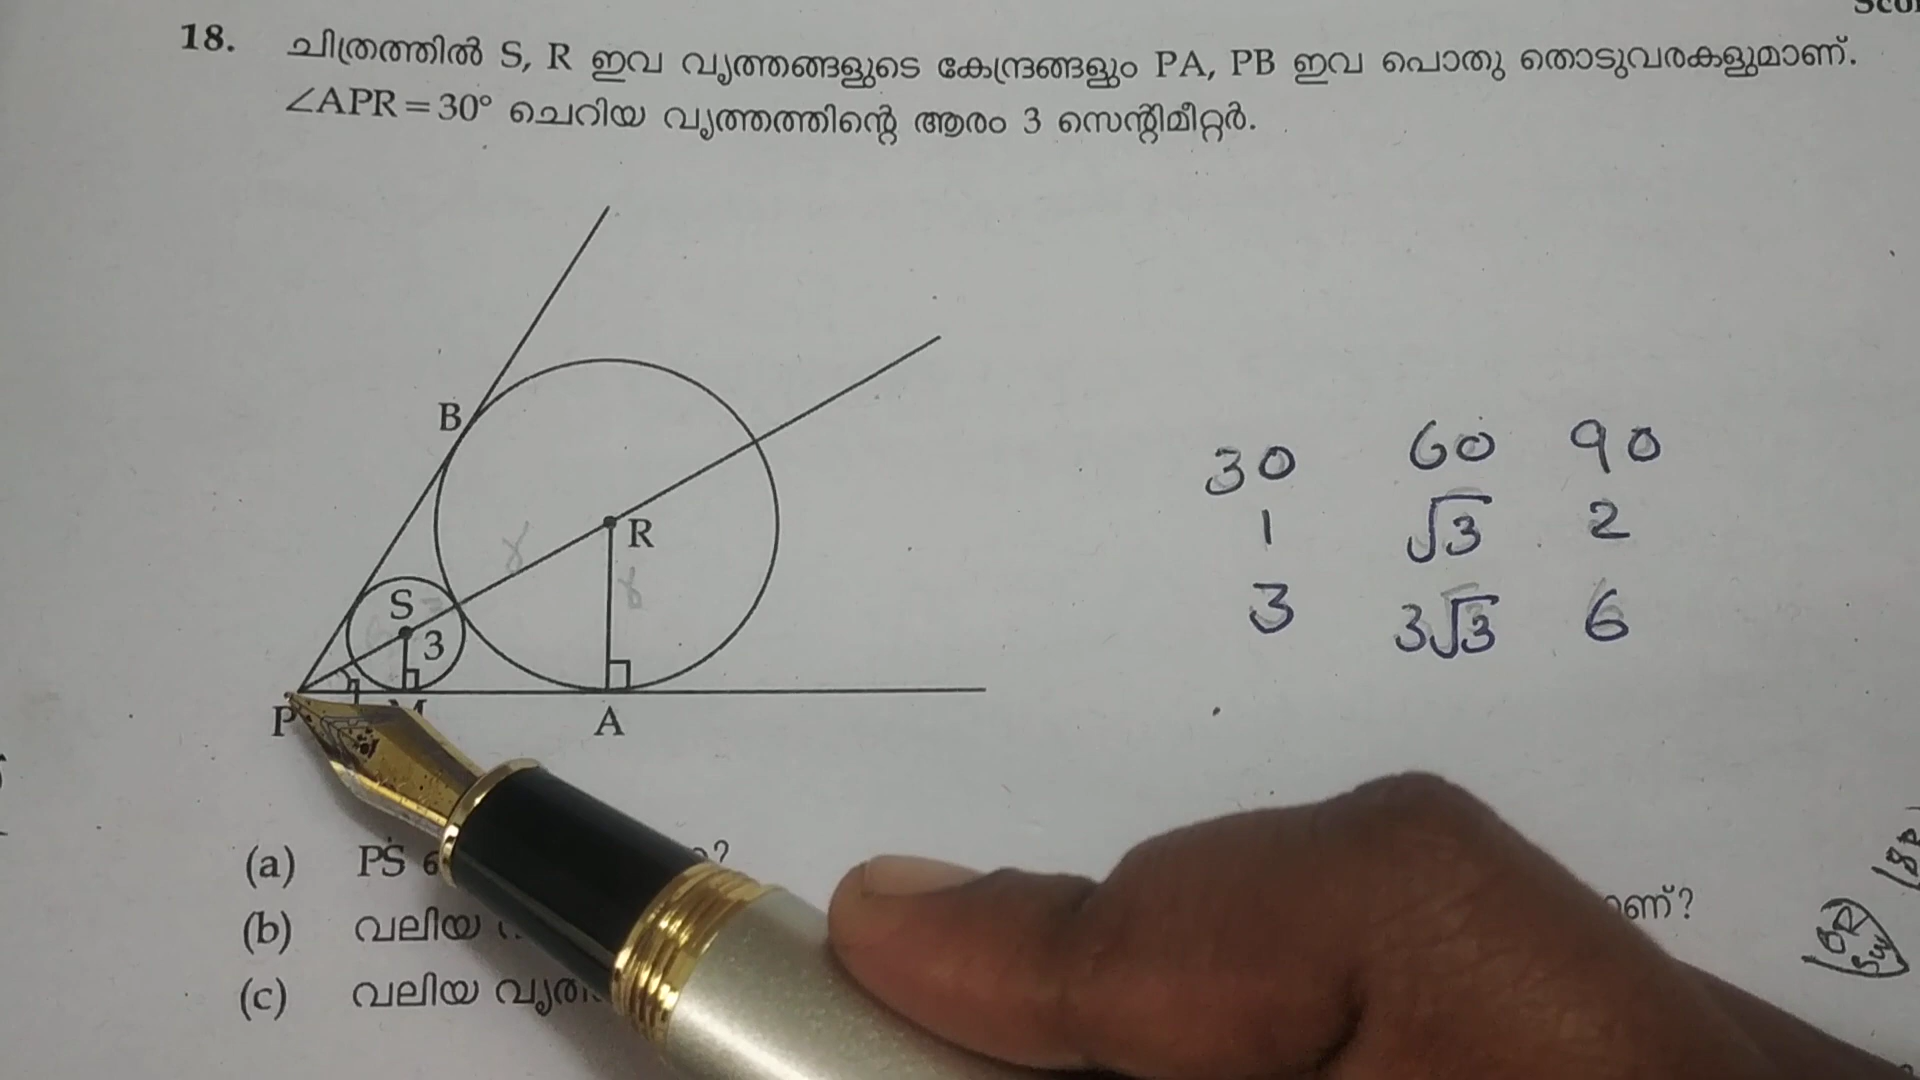 18. ചിത്രത്തിൽ S, R ഇവ വൃത്തങ്ങളുടെ കേന്ദ്രങ്ങളും PA, PB ഇവ പൊതു തൊടുവരകളുമാണ്.
∠APR = 30° ചെറിയ വൃത്തത്തിന്റെ ആരം 3 സെന്റിമീറ്റർ.
B
R
S
3
P
A
30 60 90
1 √3 2
3 3√3 6
(a) PS
(b) വലിയ
(c) വലിയ